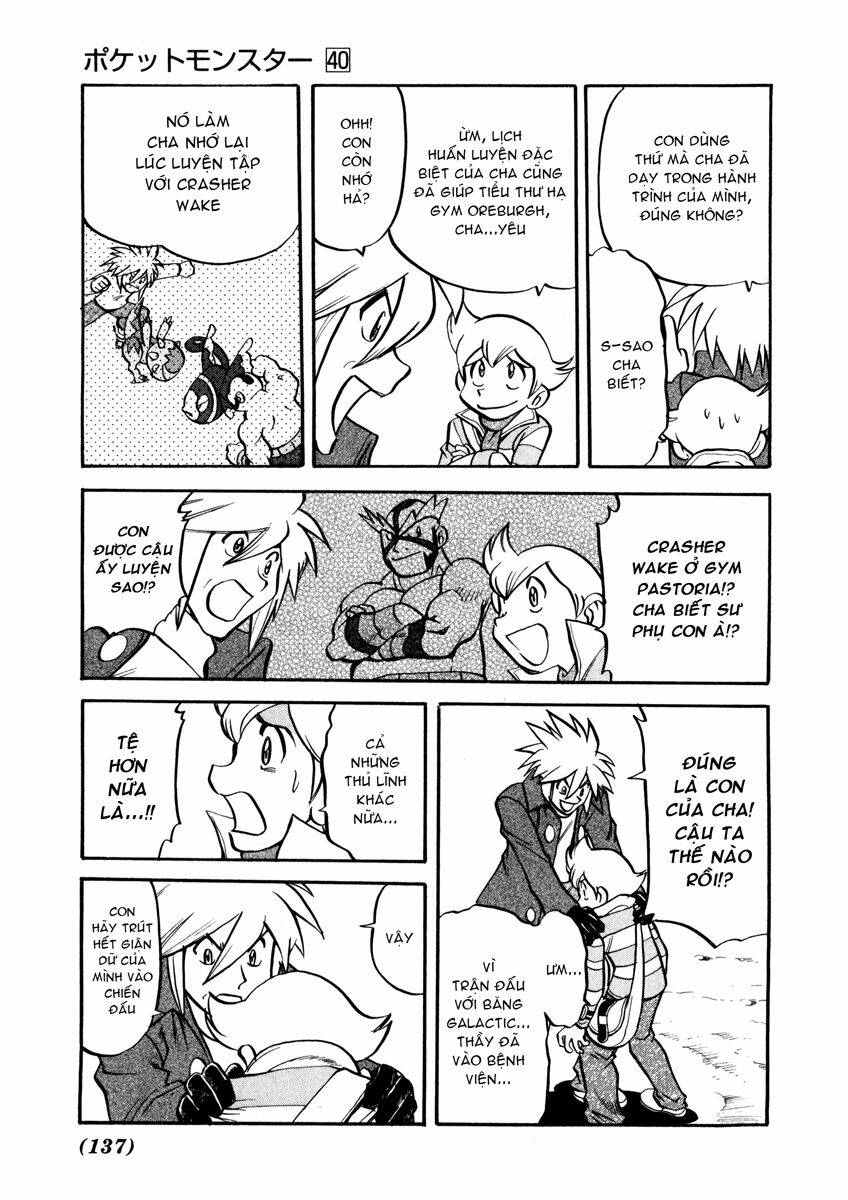 ポケットモンスター 40
CON DÙNG
THỨ MÀ CHA ĐÃ
DẠY TRONG HÀNH
TRÌNH CỦA MÌNH,
ĐÚNG KHÔNG?
S-SAO
CHA
BIẾT?
ỪM, LỊCH
HUẤN LUYỆN ĐẶC
BIỆT CỦA CHA CŨNG
ĐÃ GIÚP TIỂU THƯ HẠ
GYM OREBURGH,
CHA...YÊU
OHH!
CON
CÒN
NHỚ
HẢ?
NÓ LÀM
CHA NHỚ LẠI
LÚC LUYỆN TẬP
VỚI CRASHER
WAKE
CRASHER
WAKE Ở GYM
PASTORIA!?
CHA BIẾT SƯ
PHỤ CON À!?
CON
ĐƯỢC CẬU
ẤY LUYỆN
SAO!?
ĐÚNG
LÀ CON
CỦA CHA!
CẬU TA
THẾ NÀO
RỒI!?
ƯM...
VÌ
TRẬN ĐẤU
VỚI BĂNG
GALACTIC...
THẦY ĐÃ
VÀO BỆNH
VIỆN...
CẢ
NHỮNG
THỦ LĨNH
KHÁC
NỮA...
TỆ
HƠN
NỮA
LÀ...!!
VẬY
CON
HÃY TRÚT
HẾT GIẬN
DỮ CỦA
MÌNH VÀO
CHIẾN
ĐẤU
(137)